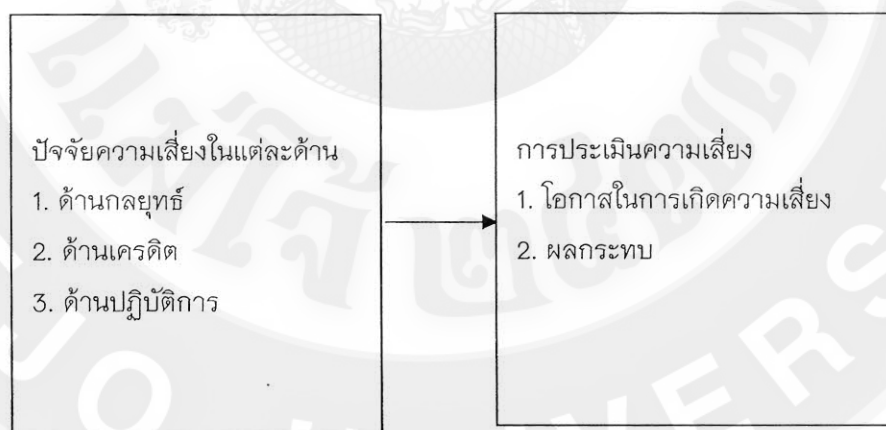 ปัจจัยความเสี่ยงในแต่ละด้าน
1. ด้านกลยุทธ์
2. ด้านเครดิต
3. ด้านปฏิบัติการ
การประเมินความเสี่ยง
1. โอกาสในการเกิดความเสี่ยง
2. ผลกระทบ